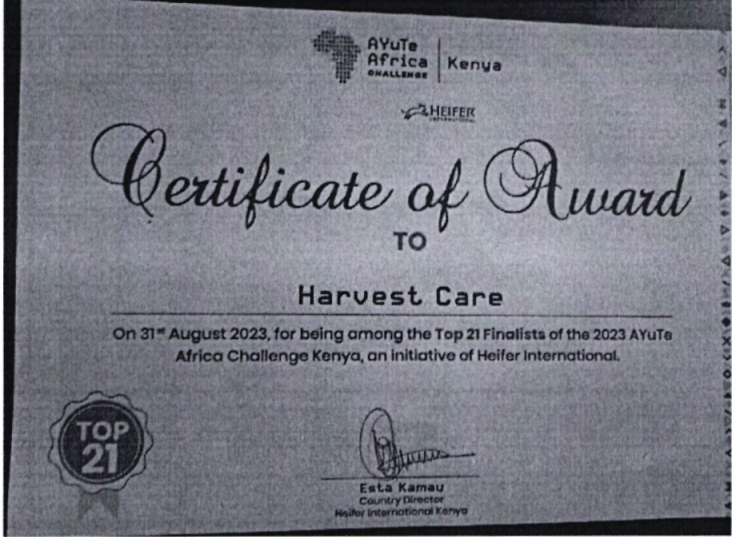 AYuTe
Africa
CHALLENGE
Kenya
HEIFER
INTERNATIONAL
Certificate of Award
TO
Harvest Care
On 31st August 2023, for being among the Top 21 Finalists of the 2023 AYuTe
Africa Challenge Kenya, an initiative of Heifer International.
TOP
21
Esta Kamau
Country Director
Heifer International Kenya